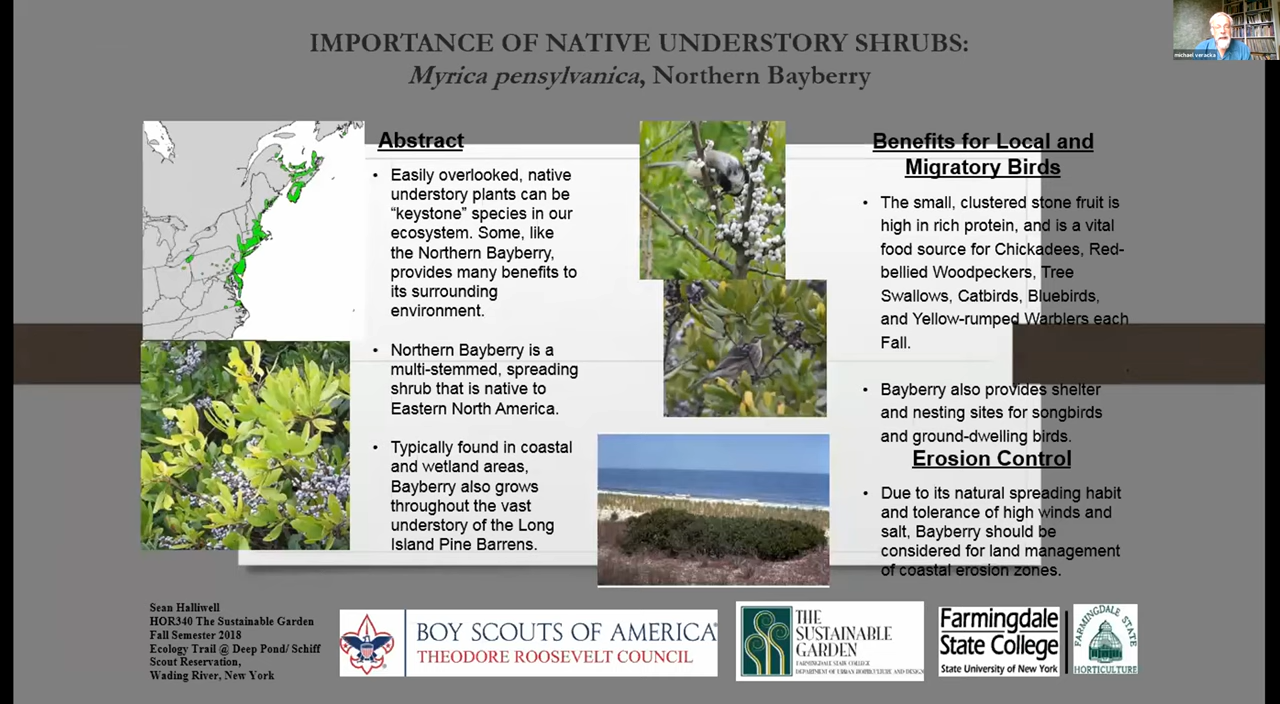 IMPORTANCE OF NATIVE UNDERSTORY SHRUBS:
Myrica pensylvanica, Northern Bayberry
michael veracka
Abstract
• Easily overlooked, native
understory plants can be
“keystone” species in our
ecosystem. Some, like
the Northern Bayberry,
provides many benefits to
its surrounding
environment.
• Northern Bayberry is a
multi-stemmed, spreading
shrub that is native to
Eastern North America.
• Typically found in coastal
and wetland areas,
Bayberry also grows
throughout the vast
understory of the Long
Island Pine Barrens.
Benefits for Local and
Migratory Birds
• The small, clustered stone fruit is
high in rich protein, and is a vital
food source for Chickadees, Red-
bellied Woodpeckers, Tree
Swallows, Catbirds, Bluebirds,
and Yellow-rumped Warblers each
Fall.
• Bayberry also provides shelter
and nesting sites for songbirds
and ground-dwelling birds.
Erosion Control
• Due to its natural spreading habit
and tolerance of high winds and
salt, Bayberry should be
considered for land management
of coastal erosion zones.
Sean Halliwell
HOR340 The Sustainable Garden
Fall Semester 2018
Ecology Trail @ Deep Pond/ Schiff
Scout Reservation,
Wading River, New York
BOY SCOUTS OF AMERICA®
THEODORE ROOSEVELT COUNCIL
THE
SUSTAINABLE
GARDEN
FARMINGDALE STATE COLLEGE
DEPARTMENT OF URBAN HORTICULTURE AND DESIGN
Farmingdale
State College
State University of New York
FARMINGDALE STATE
HORTICULTURE